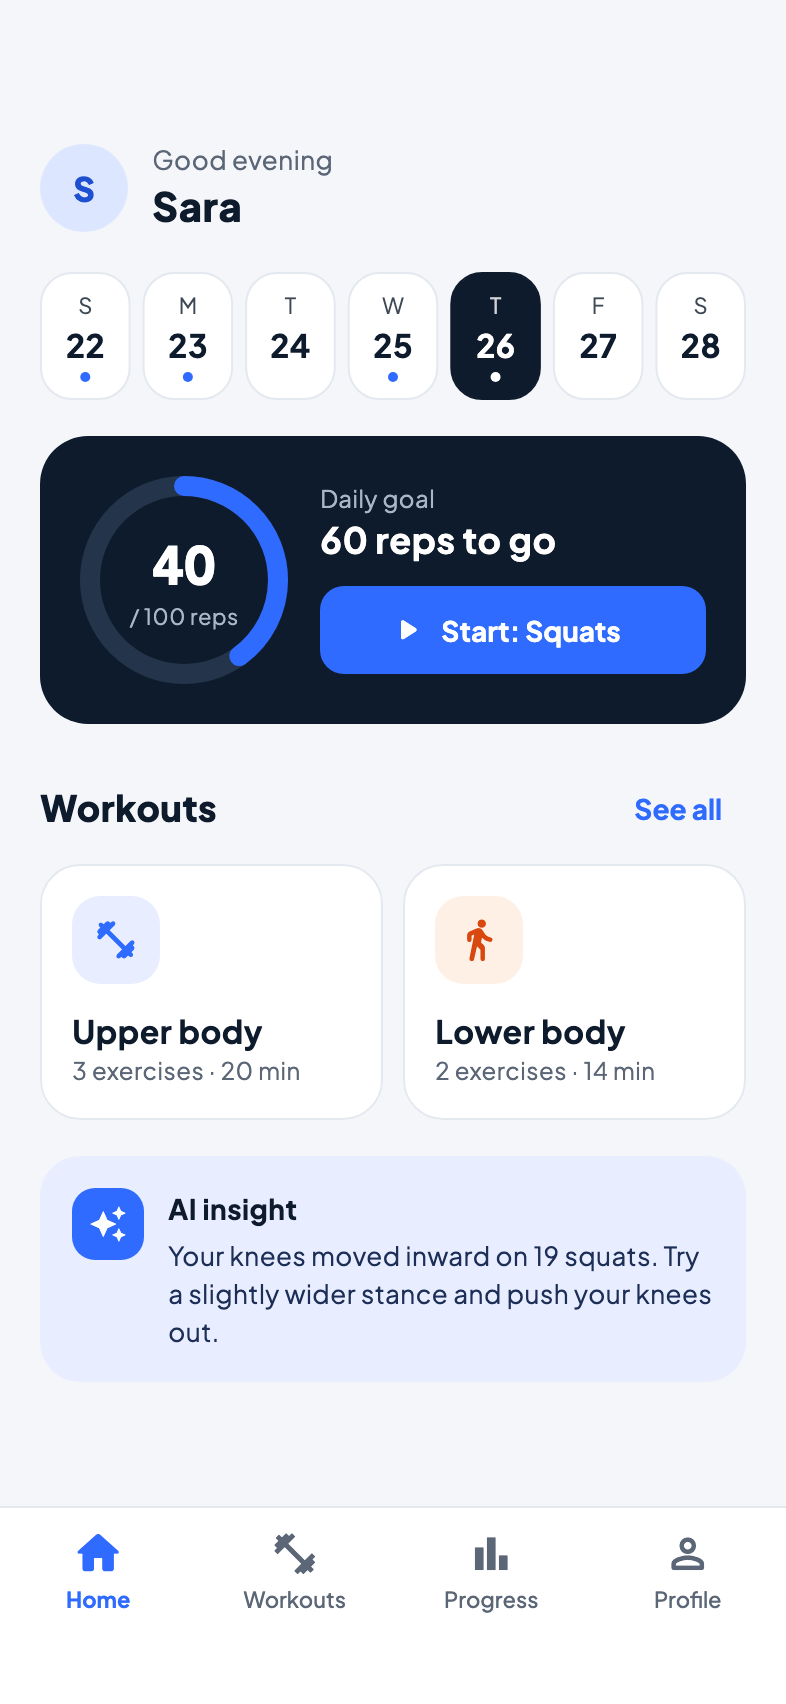 S
Good evening
Sara
S M T W T F S
22 23 24 25 26 27 28
40
/ 100 reps
Daily goal
60 reps to go
Start: Squats
Workouts
See all
Upper body
3 exercises · 20 min
Lower body
2 exercises · 14 min
AI insight
Your knees moved inward on 19 squats. Try
a slightly wider stance and push your knees
out.
Home
Workouts
Progress
Profile